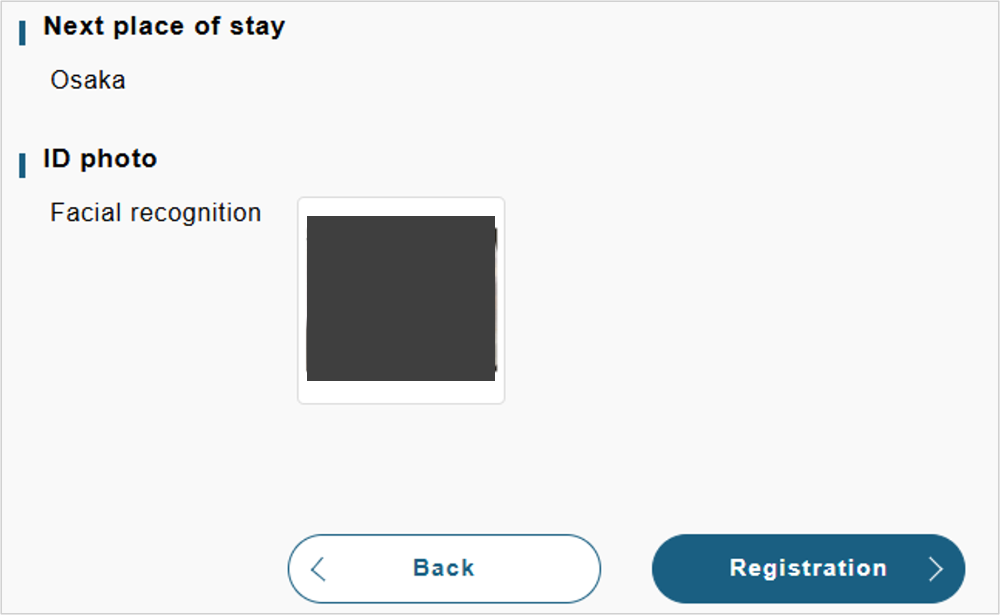 Next place of stay
Osaka
ID photo
Facial recognition
Back
Registration